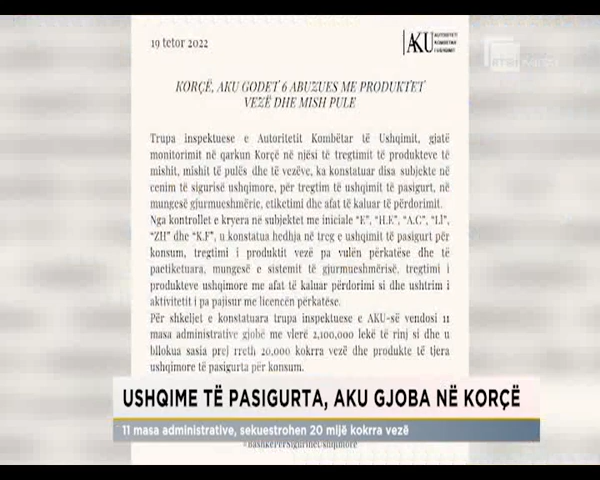 19 tetor 2022
AKU AUTORITETI
KOMBËTAR
I USHQIMIT
KORÇË, AKU GODET 6 ABUZUES ME PRODUKTET
VEZË DHE MISH PULE
Trupa inspektuese e Autoritetit Kombëtar të Ushqimit, gjatë
monitorimit në qarkun Korçë në njësi të tregtimit të produkteve të
mishit, mishit të pulës dhe të vezëve, ka konstatuar disa subjekte në
cenim të sigurisë ushqimore, për tregtim të ushqimit të pasigurt, në
mungesë gjurmueshmërie, etiketimi dhe afat të kaluar të përdorimit.
Nga kontrollet e kryera në subjektet me iniciale "E", "H.K", "A.Ç", "I.I"
"ZH" dhe "K.F", u konstatua hedhja në treg e ushqimit të pasigurt për
konsum, tregtimi i produktit vezë pa vulën përkatëse dhe të
paetiketuara, mungesë e sistemit të gjurmueshmërisë, tregtimi i
produkteve ushqimore me afat të kaluar përdorimi si dhe ushtrim i
aktivitetit i pa pajisur me licencën përkatëse.
Për shkeljet e konstatuara trupa inspektuese e AKU-së vendosi 11
masa administrative gjobë me vlerë 2,100,000 lekë të rinj si dhe u
bllokua sasia prej rreth 20.000 kokrra vezë dhe produkte të tjera
ushqimore të pasigurta për konsum.
USHQIME TË PASIGURTA, AKU GJOBA NË KORÇË
11 masa administrative, sekuestrohen 20 mijë kokrra vezë